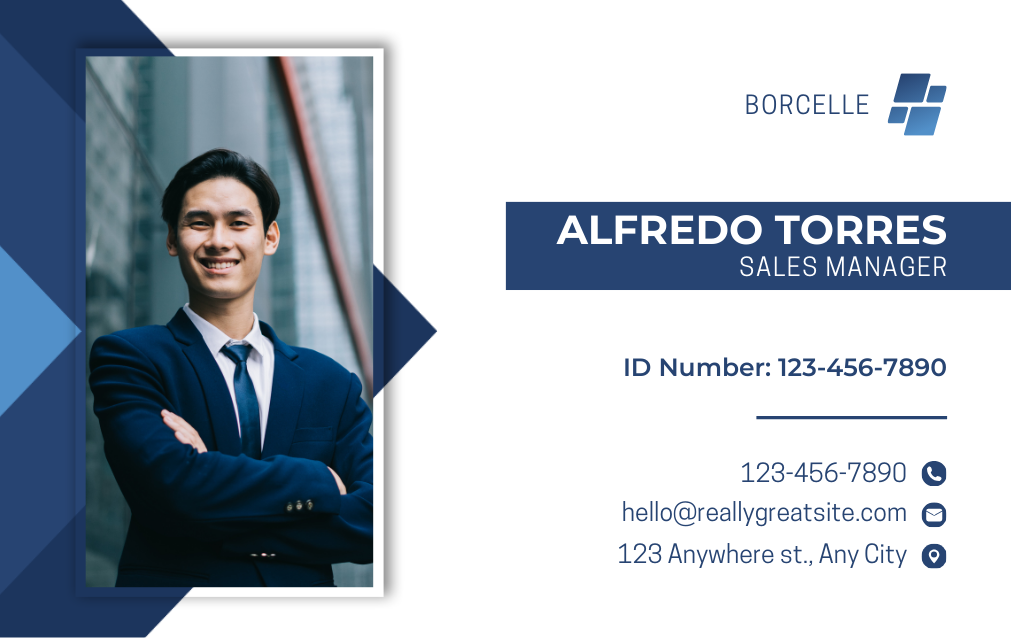 BORCELLE
ALFREDO TORRES
SALES MANAGER
ID Number: 123-456-7890
123-456-7890
hello@reallygreatsite.com
123 Anywhere st., Any City